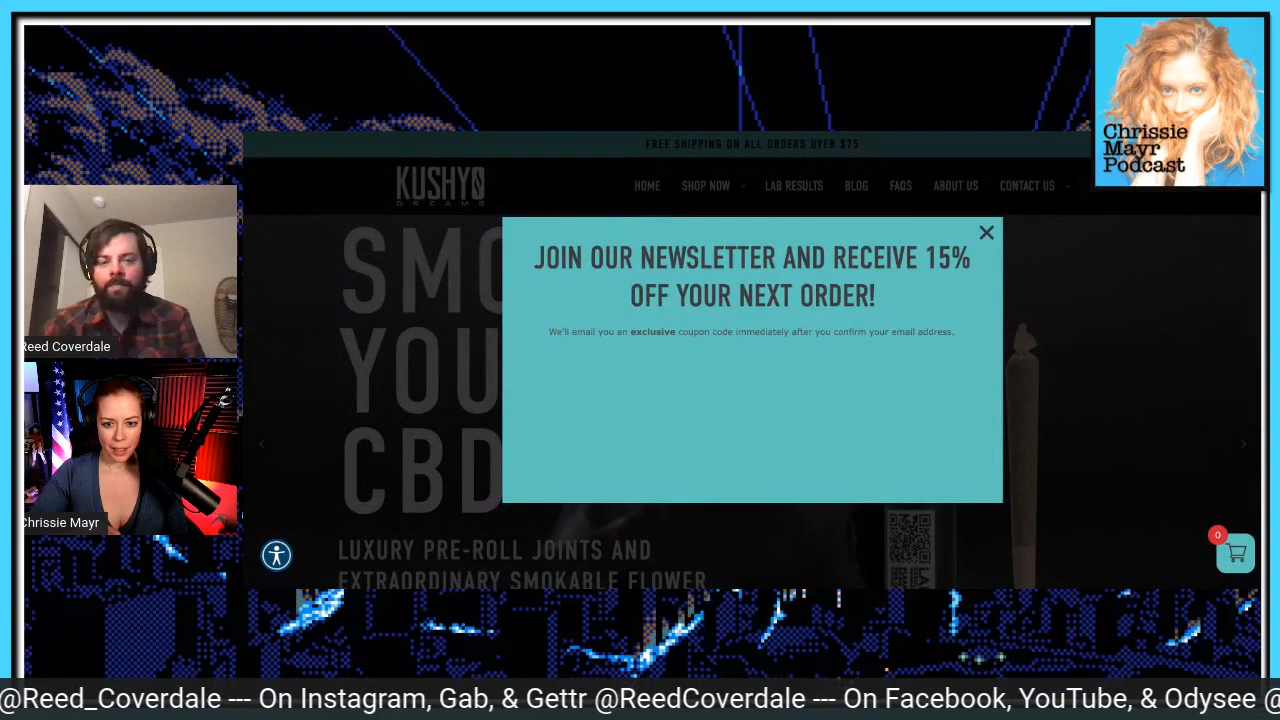 Chrissie
Mayr
Podcast
FREE SHIPPING ON ALL ORDERS OVER $75
KUSHY
DREAMS
HOME
SHOP NOW
LAB RESULTS
BLOG
FAQS
ABOUT US
CONTACT US
JOIN OUR NEWSLETTER AND RECEIVE 15%
OFF YOUR NEXT ORDER!
We'll email you an exclusive coupon code immediately after you confirm your email address.
SMO
YOU
CBD
LUXURY PRE-ROLL JOINTS AND
EXTRAORDINARY SMOKABLE FLOWER
Reed Coverdale
Chrissie Mayr
0
@Reed_Coverdale --- On Instagram, Gab, & Gettr @ReedCoverdale --- On Facebook, YouTube, & Odysee @